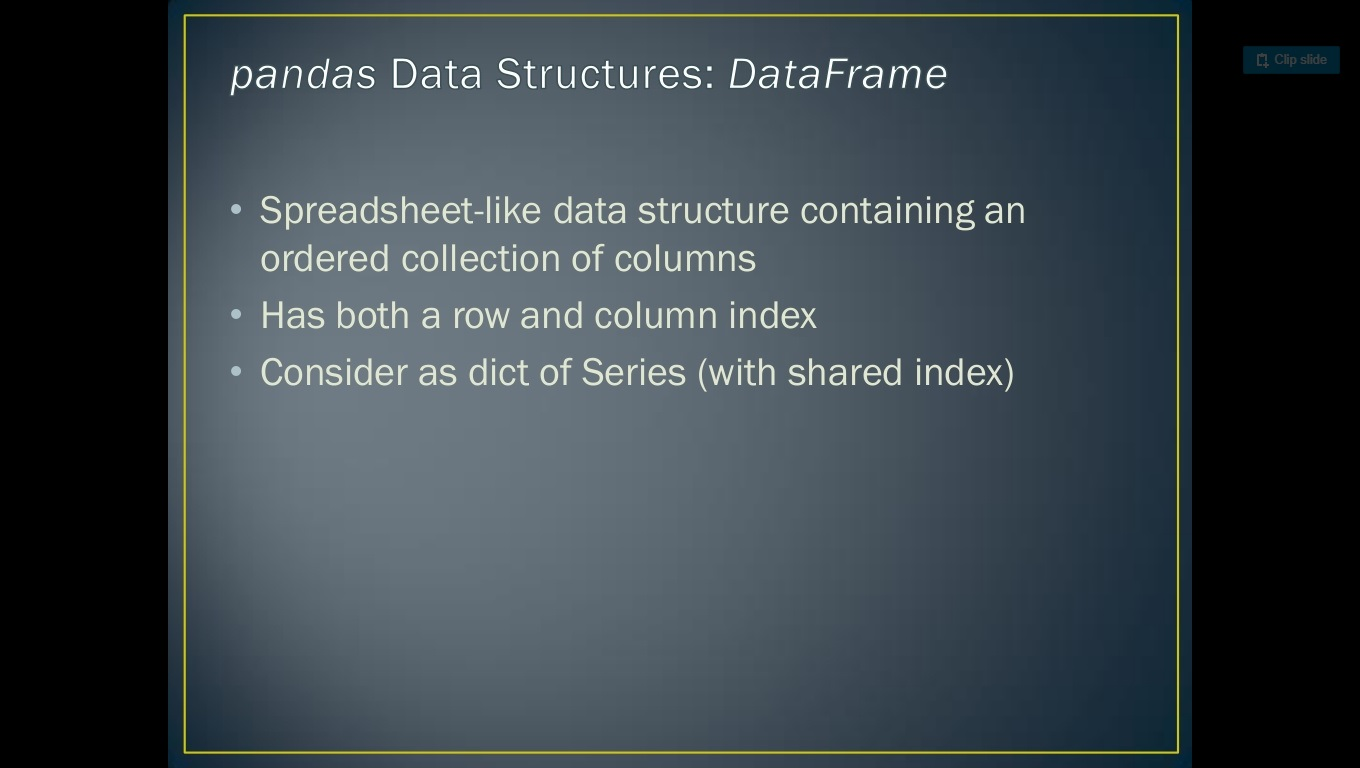 pandas Data Structures: DataFrame
Clip slide
• Spreadsheet-like data structure containing an
ordered collection of columns
• Has both a row and column index
• Consider as dict of Series (with shared index)